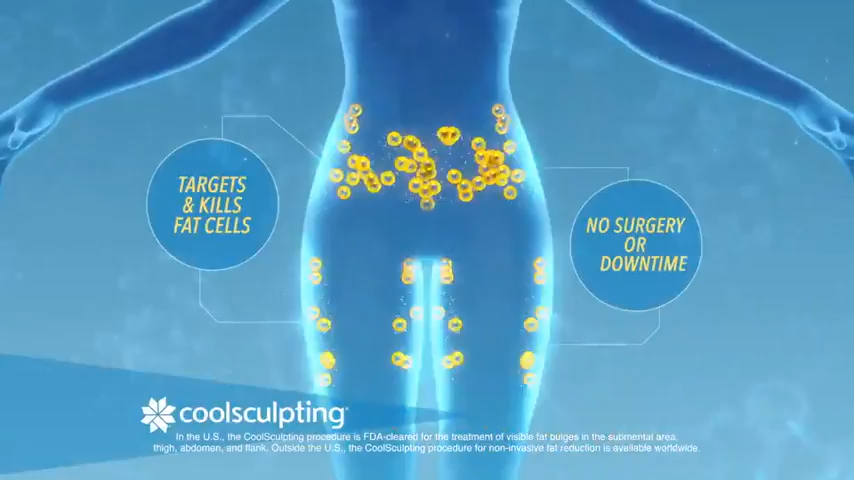 TARGETS
& KILLS
FAT CELLS
NO SURGERY
OR
DOWNTIME
coolsculpting®
In the U.S., the CoolSculpting procedure is FDA-cleared for the treatment of visible fat bulges in the submental area,
thigh, abdomen, and flank. Outside the U.S., the CoolSculpting procedure for non-invasive fat reduction is available worldwide.